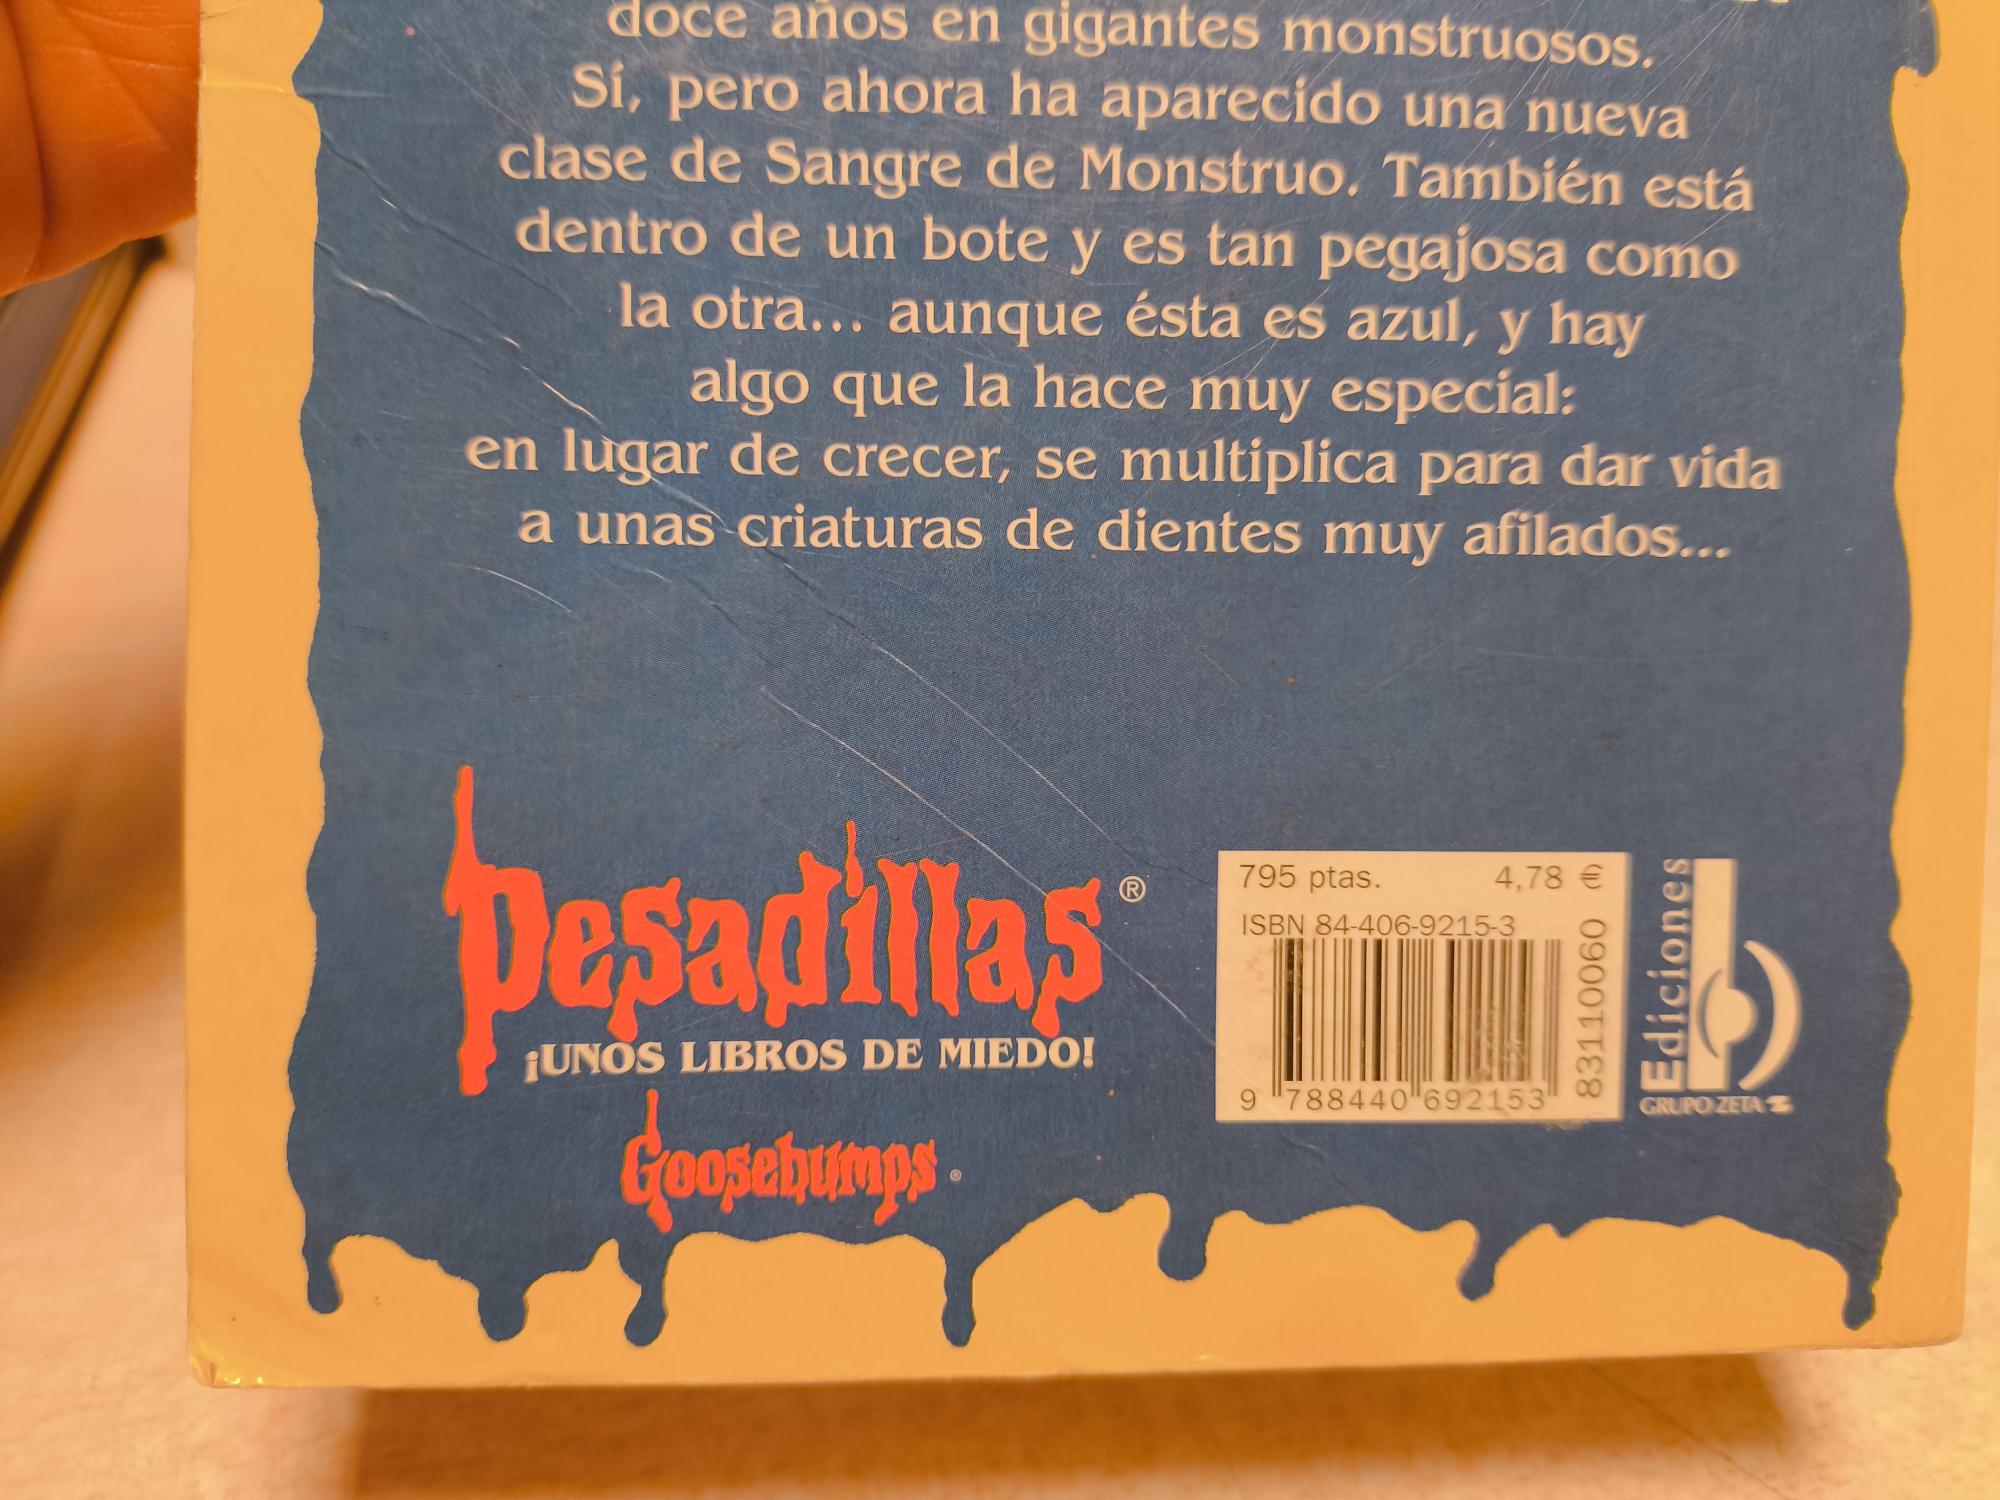 doce años en gigantes monstruosos.
Sí, pero ahora ha aparecido una nueva
clase de Sangre de Monstruo. También está
dentro de un bote y es tan pegajosa como
la otra... aunque ésta es azul, y hay
algo que la hace muy especial:
en lugar de crecer, se multiplica para dar vida
a unas criaturas de dientes muy afilados...
Pesadillas®
¡UNOS LIBROS DE MIEDO!
Goosebumps®
795 ptas. 4,78 €
ISBN 84-406-9215-3
9 788440 692153
83110060
Ediciones
GRUPO ZETA